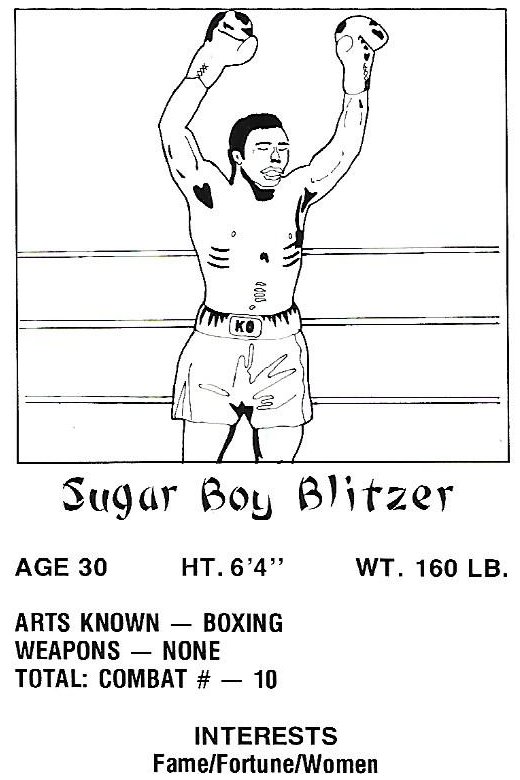 KO
Sugar Boy Blitzer
AGE 30 HT. 6'4" WT. 160 LB.
ARTS KNOWN — BOXING
WEAPONS — NONE
TOTAL: COMBAT # — 10
INTERESTS
Fame/Fortune/Women